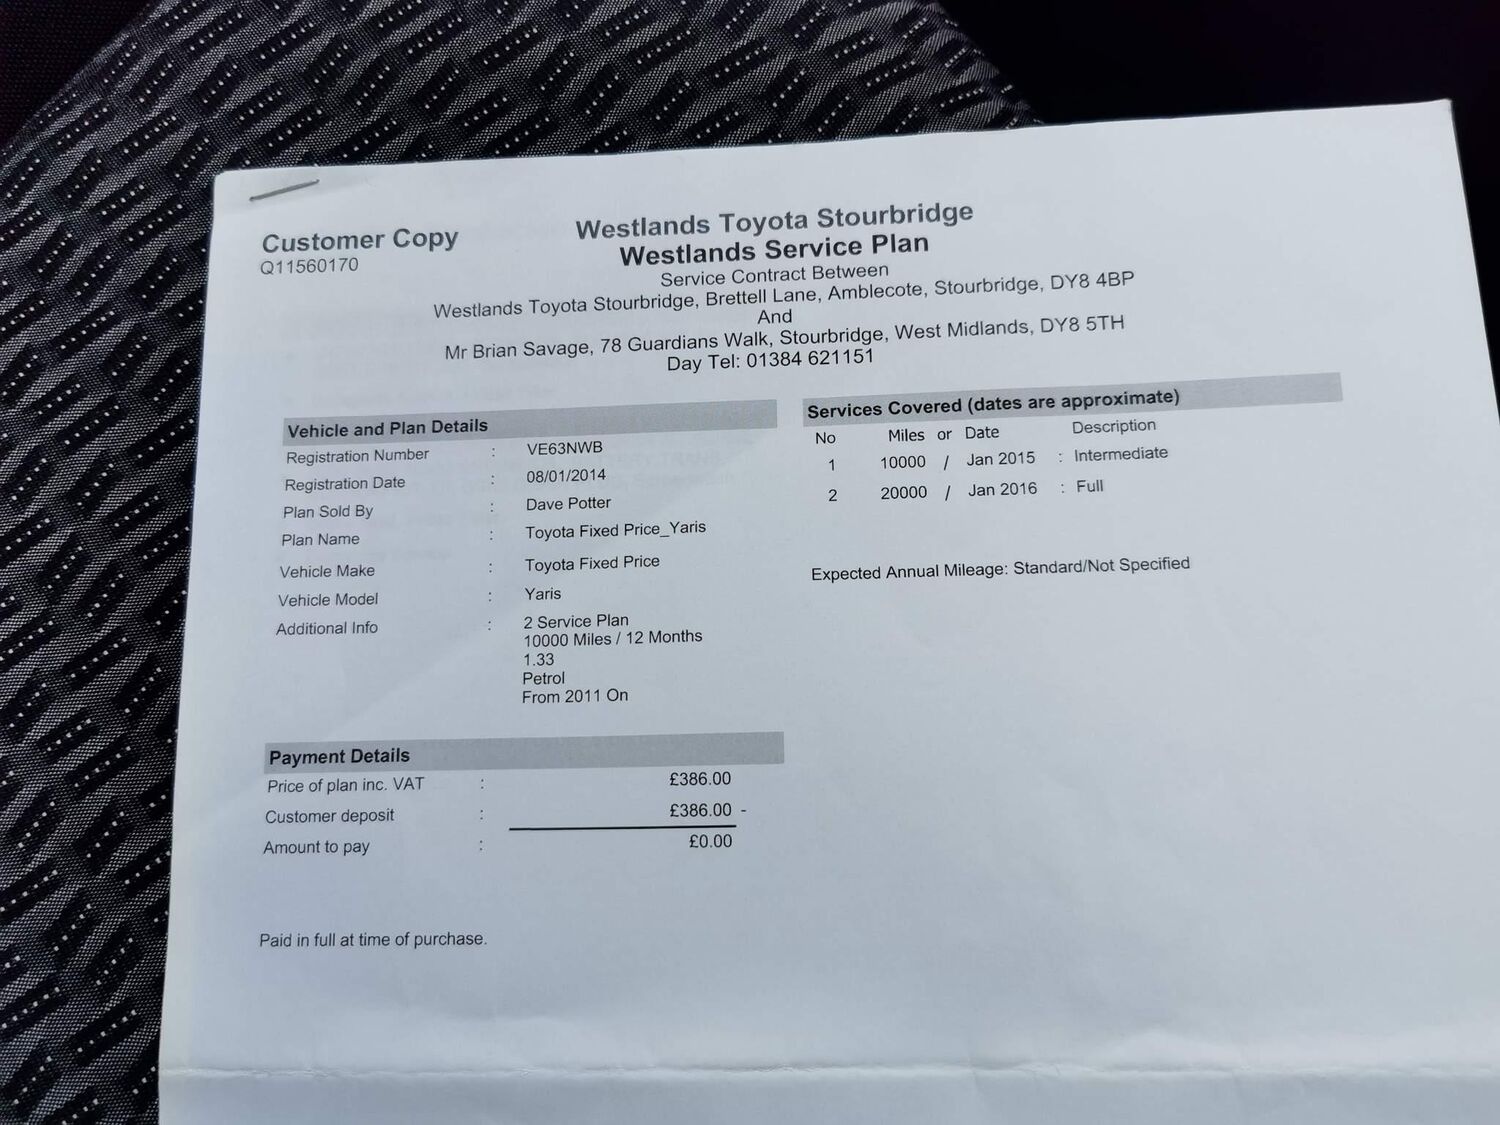 Customer Copy
Q11560170
Westlands Toyota Stourbridge
Westlands Service Plan
Service Contract Between
Westlands Toyota Stourbridge, Brettell Lane, Amblecote, Stourbridge, DY8 4BP
And
Mr Brian Savage, 78 Guardians Walk, Stourbridge, West Midlands, DY8 5TH
Day Tel: 01384 621151
Vehicle and Plan Details
Registration Number : VE63NWB
Registration Date : 08/01/2014
Plan Sold By : Dave Potter
Plan Name : Toyota Fixed Price_Yaris
Vehicle Make : Toyota Fixed Price
Vehicle Model : Yaris
Additional Info : 2 Service Plan
10000 Miles / 12 Months
1.33
Petrol
From 2011 On
Services Covered (dates are approximate)
No Miles or Date Description
1 10000 / Jan 2015 : Intermediate
2 20000 / Jan 2016 : Full
Expected Annual Mileage: Standard/Not Specified
Payment Details
Price of plan inc. VAT : £386.00
Customer deposit : £386.00 -
Amount to pay : £0.00
Paid in full at time of purchase.